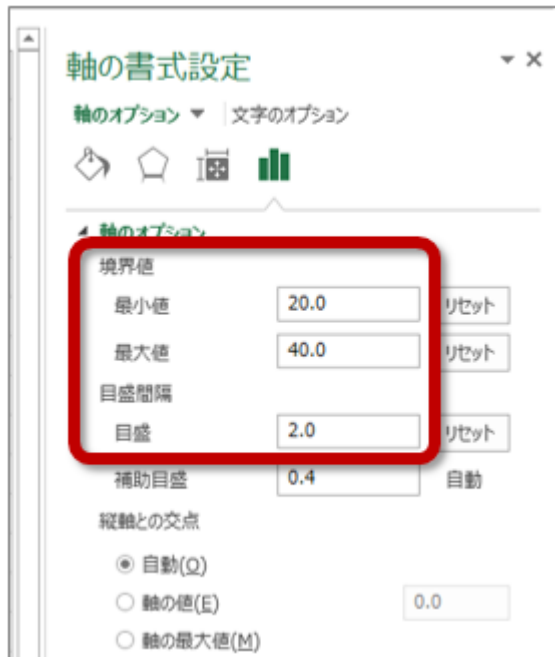 軸の書式設定
軸のオプション 文字のオプション
軸のオプション
境界値
最小値 20.0 リセット
最大値 40.0 リセット
目盛間隔
目盛 2.0 リセット
補助目盛 0.4 自動
縦軸との交点
自動(O)
軸の値(E) 0.0
軸の最大値(M)